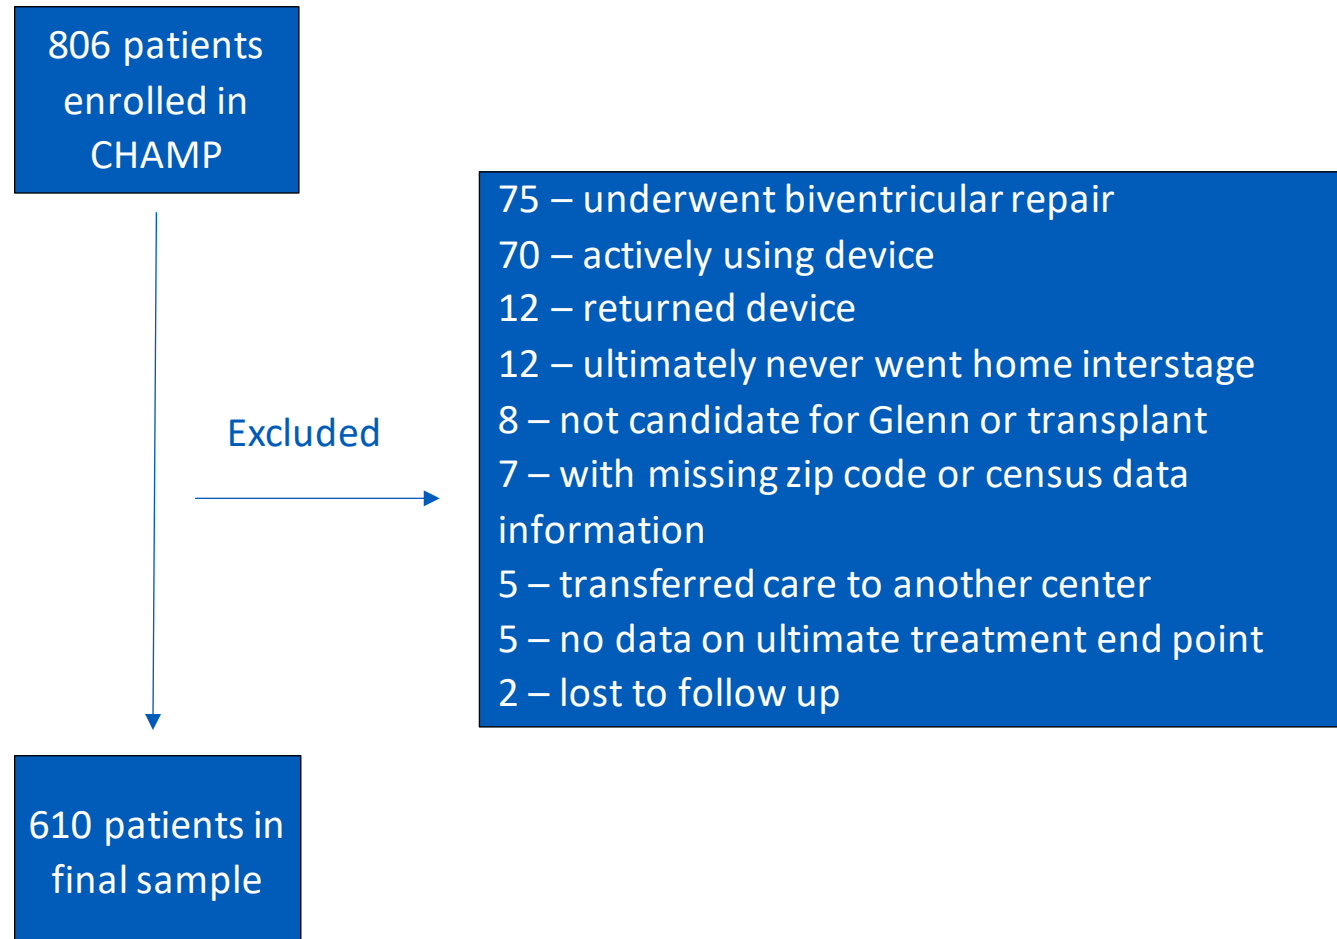 806 patients
enrolled in
CHAMP
75 – underwent biventricular repair
70 – actively using device
12 – returned device
12 – ultimately never went home interstage
8 – not candidate for Glenn or transplant
7 – with missing zip code or census data
information
5 – transferred care to another center
5 – no data on ultimate treatment end point
2 – lost to follow up
Excluded
610 patients in
final sample